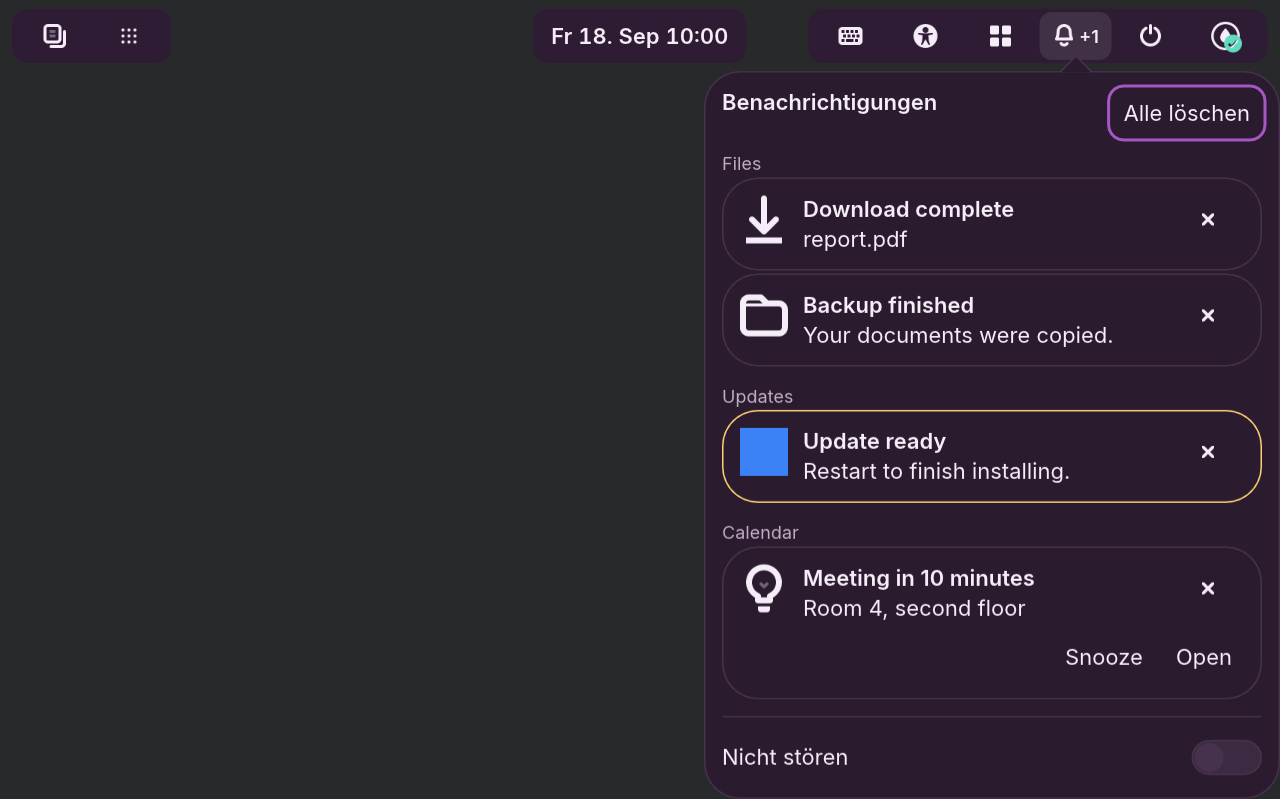 Fr 18. Sep 10:00
+1
Benachrichtigungen
Alle löschen
Files
Download complete
report.pdf
Backup finished
Your documents were copied.
Updates
Update ready
Restart to finish installing.
Calendar
Meeting in 10 minutes
Room 4, second floor
Snooze Open
Nicht stören